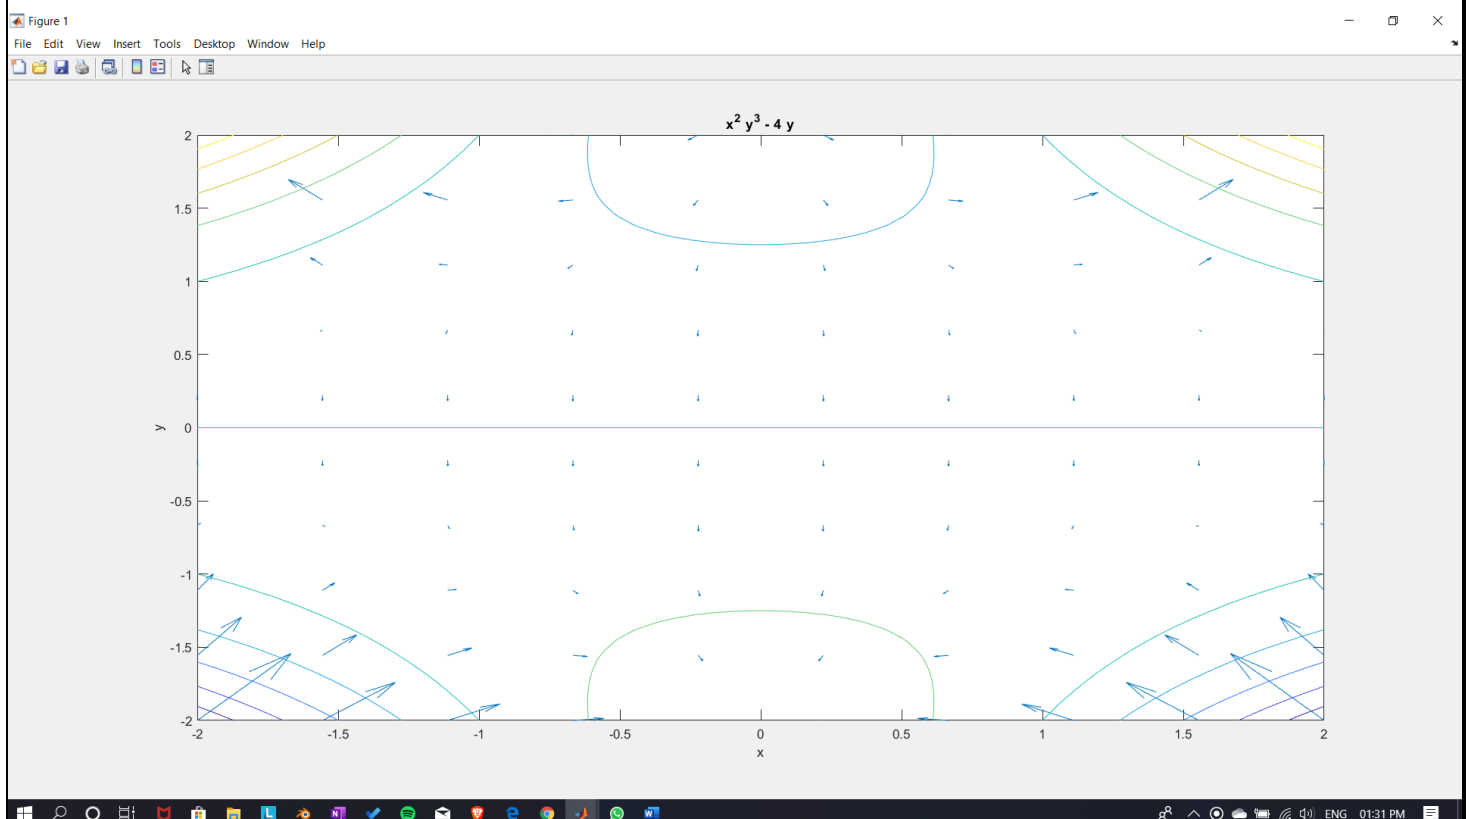 Figure 1
File Edit View Insert Tools Desktop Window Help
x² y³ - 4 y
2
1.5
1
0.5
0
-0.5
-1
-1.5
-2
y
-2 -1.5 -1 -0.5 0 0.5 1 1.5 2
x
L N W ENG 01:31 PM